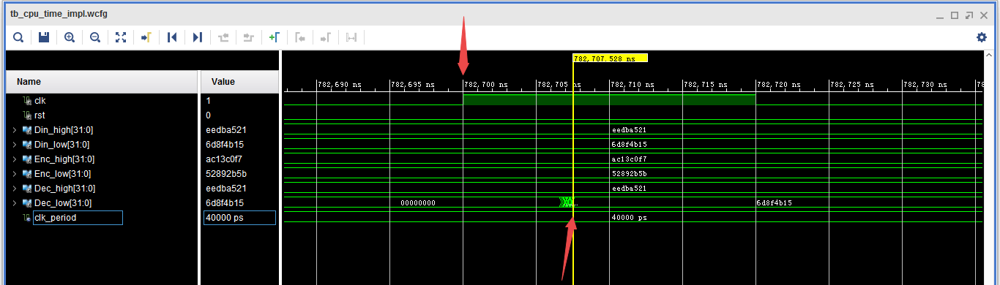 tb_cpu_time_impl.wcfg
782,707.528 ns
Name Value
782,690 ns 782,695 ns 782,700 ns 782,705 ns 782,710 ns 782,715 ns 782,720 ns 782,725 ns 782,730 ns
clk 1
rst 0
Din_high[31:0] eedba521 eedba521
Din_low[31:0] 6d8f4b15 6d8f4b15
Enc_high[31:0] ac13c0f7 ac13c0f7
Enc_low[31:0] 52892b5b 52892b5b
Dec_high[31:0] eedba521 eedba521
Dec_low[31:0] 6d8f4b15 00000000 6d8f4b15
clk_period 40000 ps 40000 ps